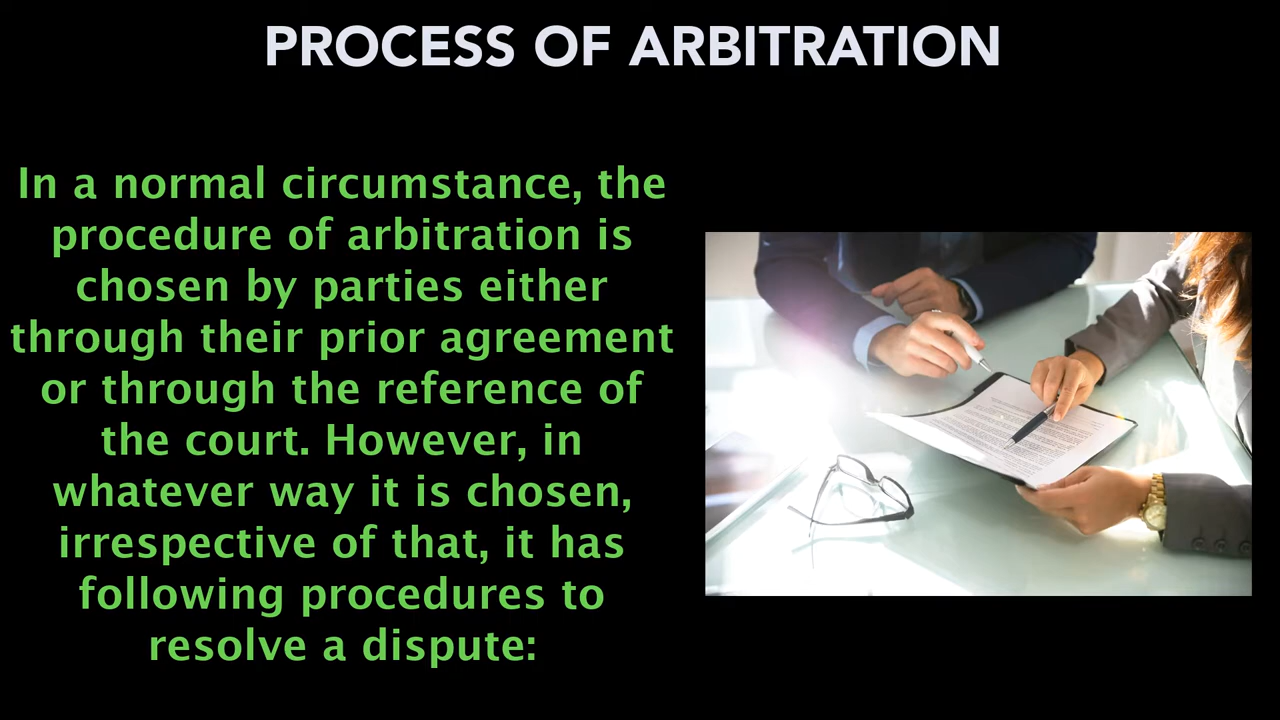 PROCESS OF ARBITRATION
In a normal circumstance, the
procedure of arbitration is
chosen by parties either
through their prior agreement
or through the reference of
the court. However, in
whatever way it is chosen,
irrespective of that, it has
following procedures to
resolve a dispute: